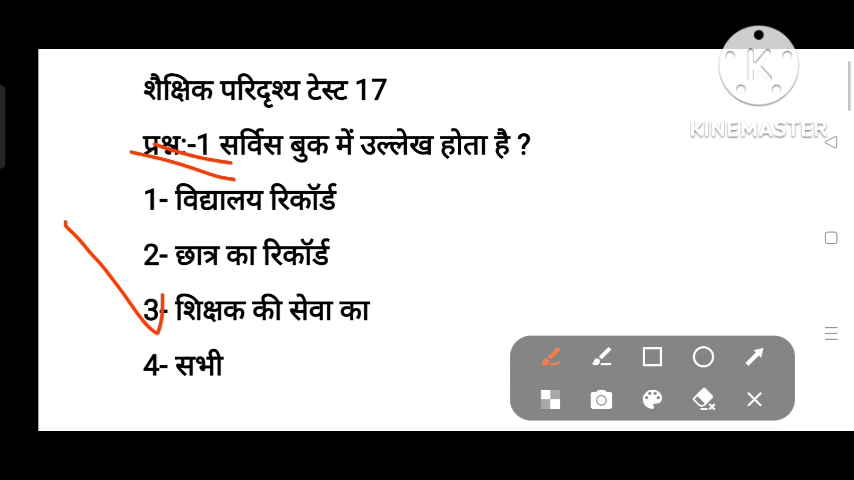 शैक्षिक परिदृश्य टेस्ट 17
प्रश्न:-1 सर्विस बुक में उल्लेख होता है ?
1- विद्यालय रिकॉर्ड
2- छात्र का रिकॉर्ड
3- शिक्षक की सेवा का
4- सभी
K
KINEMASTER